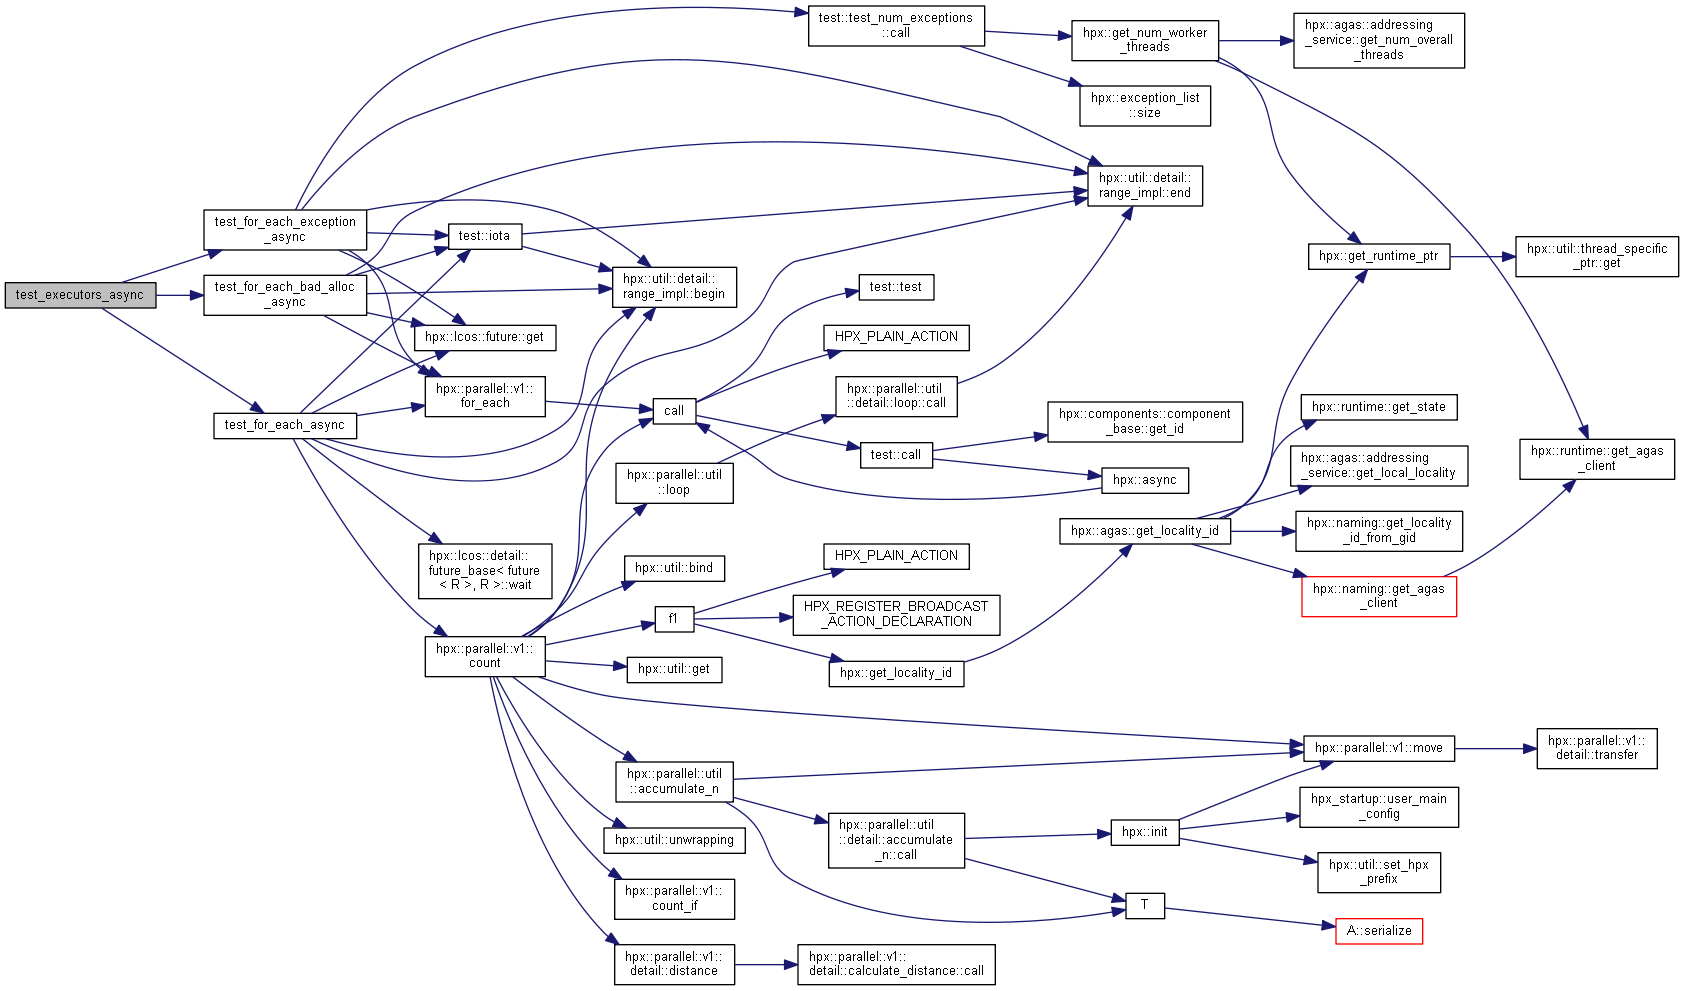 test_executors_async
test_for_each_exception
_async
test_for_each_bad_alloc
_async
test_for_each_async
test::iota
hpx::lcos::future::get
hpx::parallel::v1::
for_each
hpx::lcos::detail::
future_base< future
< R >, R >::wait
hpx::parallel::v1::
count
hpx::util::detail::
range_impl::begin
call
hpx::parallel::util
::loop
hpx::util::bind
f1
hpx::util::get
hpx::parallel::util
::accumulate_n
hpx::util::unwrapping
hpx::parallel::v1::
count_if
hpx::parallel::v1::
detail::distance
test::test_num_exceptions
::call
test::test
HPX_PLAIN_ACTION
hpx::parallel::util
::detail::loop::call
test::call
HPX_PLAIN_ACTION
HPX_REGISTER_BROADCAST
_ACTION_DECLARATION
hpx::get_locality_id
hpx::parallel::util
::detail::accumulate
_n::call
hpx::parallel::v1::
detail::calculate_distance::call
hpx::get_num_worker
_threads
hpx::exception_list
::size
hpx::util::detail::
range_impl::end
hpx::components::component
_base::get_id
hpx::async
hpx::agas::get_locality_id
hpx::init
T
hpx::agas::addressing
_service::get_num_overall
_threads
hpx::get_runtime_ptr
hpx::runtime::get_state
hpx::agas::addressing
_service::get_local_locality
hpx::naming::get_locality
_id_from_gid
hpx::naming::get_agas
_client
hpx::parallel::v1::move
hpx_startup::user_main
_config
hpx::util::set_hpx
_prefix
A::serialize
hpx::util::thread_specific
_ptr::get
hpx::runtime::get_agas
_client
hpx::parallel::v1::
detail::transfer